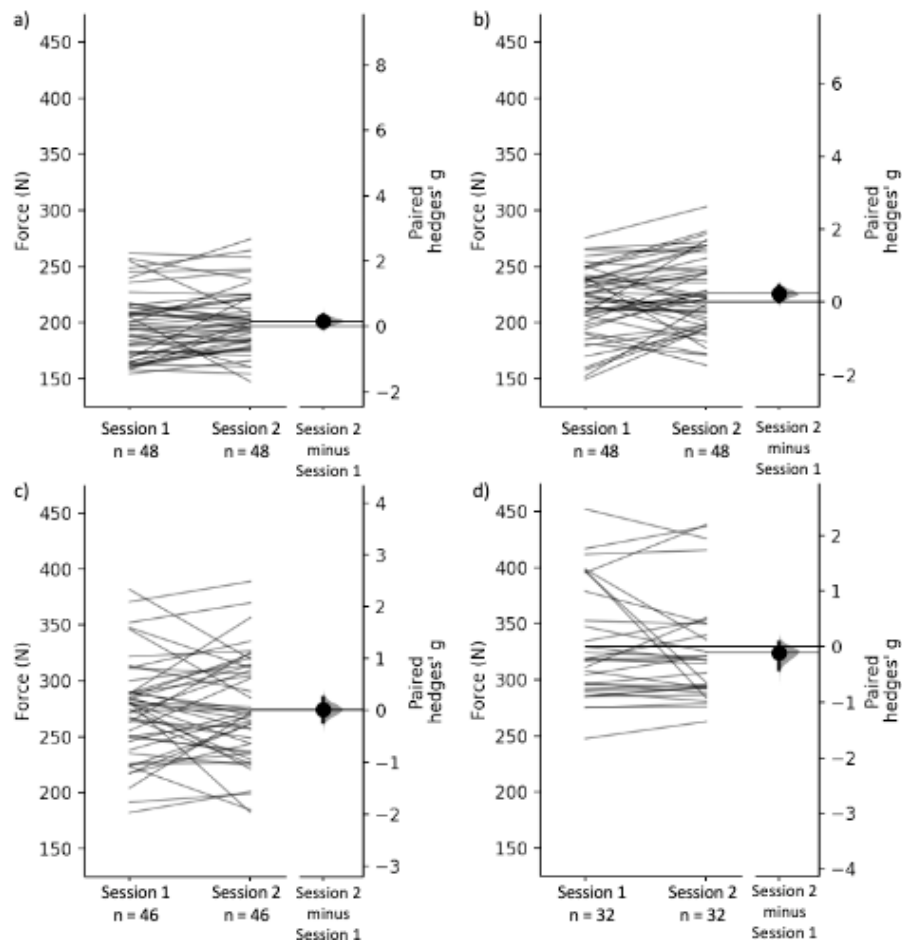 a)
450
400
350
300
250
200
150
Force (N)
8
6
4
2
0
−2
Paired
hedges' g
Session 1
n = 48
Session 2
n = 48
Session 2
minus
Session 1
b)
450
400
350
300
250
200
150
Force (N)
6
4
2
0
−2
Paired
hedges' g
Session 1
n = 48
Session 2
n = 48
Session 2
minus
Session 1
c)
450
400
350
300
250
200
150
Force (N)
4
3
2
1
0
−1
−2
−3
Paired
hedges' g
Session 1
n = 46
Session 2
n = 46
Session 2
minus
Session 1
d)
450
400
350
300
250
200
150
Force (N)
2
1
0
−1
−2
−3
−4
Paired
hedges' g
Session 1
n = 32
Session 2
n = 32
Session 2
minus
Session 1